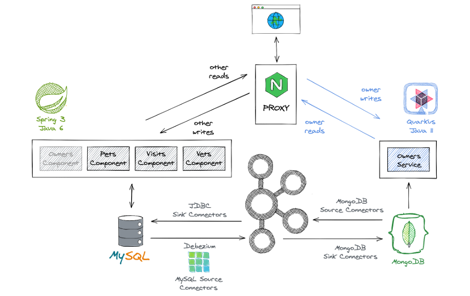 other
reads
N
PROXY
owner
writes
Spring 3
Java 6
other
writes
owner
reads
Quarkus
Java 8
Owners
Component
Pets
Component
Visits
Component
Vets
Component
Owners
Service
JDBC
Sink Connectors
MongoDB
Source Connectors
MySQL
Debezium
MySQL Source
Connectors
MongoDB
Sink Connectors
MongoDB